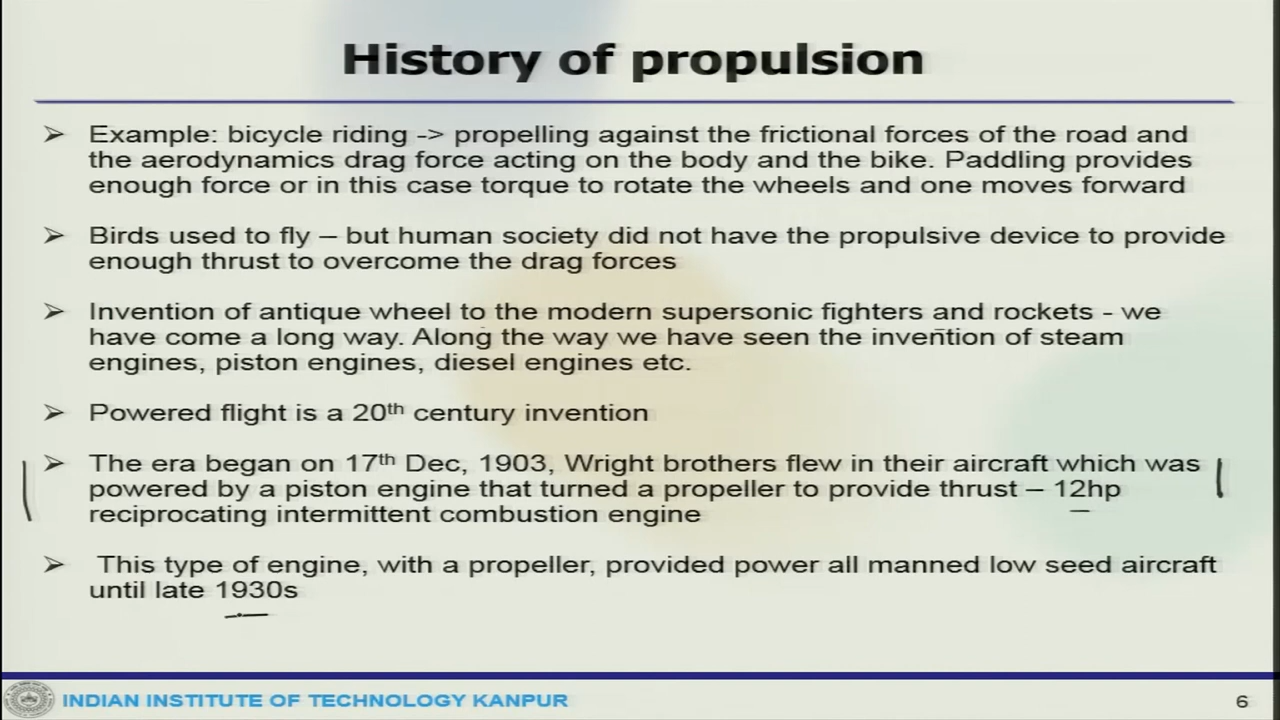 History of propulsion
➢ Example: bicycle riding -> propelling against the frictional forces of the road and
the aerodynamics drag force acting on the body and the bike. Paddling provides
enough force or in this case torque to rotate the wheels and one moves forward
➢ Birds used to fly – but human society did not have the propulsive device to provide
enough thrust to overcome the drag forces
➢ Invention of antique wheel to the modern supersonic fighters and rockets - we
have come a long way. Along the way we have seen the invention of steam
engines, piston engines, diesel engines etc.
➢ Powered flight is a 20th century invention
➢ The era began on 17th Dec, 1903, Wright brothers flew in their aircraft which was
powered by a piston engine that turned a propeller to provide thrust – 12hp
reciprocating intermittent combustion engine
➢ This type of engine, with a propeller, provided power all manned low seed aircraft
until late 1930s
INDIAN INSTITUTE OF TECHNOLOGY KANPUR
6